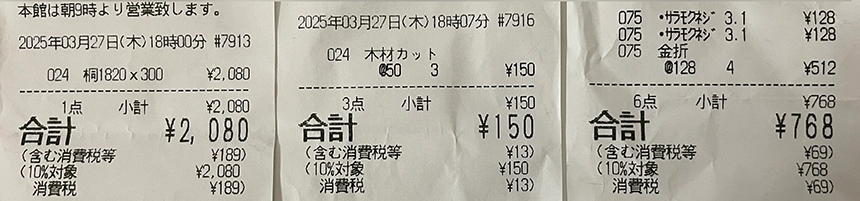 本館は朝9時より営業致します。
2025年03月27日(木)18時00分 #7913
024 桐1820×300 ¥2,080
1点 小計 ¥2,080
合計 ¥2,080
(含む消費税等 ¥189)
(10%対象 ¥2,080
消費税 ¥189)
2025年03月27日(木)18時07分 #7916
024 木材カット
@50 3 ¥150
3点 小計 ¥150
合計 ¥150
(含む消費税等 ¥13)
(10%対象 ¥150
消費税 ¥13)
075 ・サラモクネジ 3.1 ¥128
075 ・サラモクネジ 3.1 ¥128
075 金折
@128 4 ¥512
6点 小計 ¥768
合計 ¥768
(含む消費税等 ¥69)
(10%対象 ¥768
消費税 ¥69)